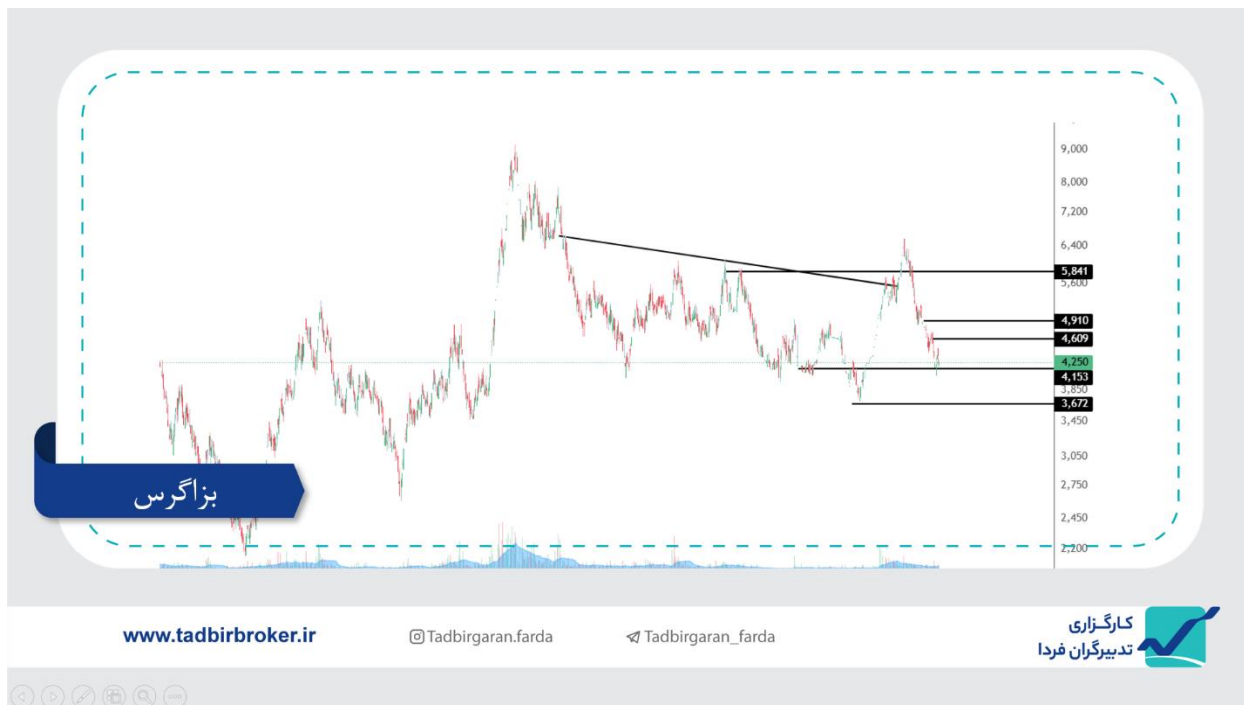 9,000
8,000
7,200
6,400
5,841
5,600
4,910
4,609
4,250
4,153
3,850
3,672
3,450
3,050
2,750
2,450
2,200
بزاگرس
www.tadbirbroker.ir
Tadbirgaran.farda
Tadbirgaran_farda
کارگزاری
تدبیرگران فردا